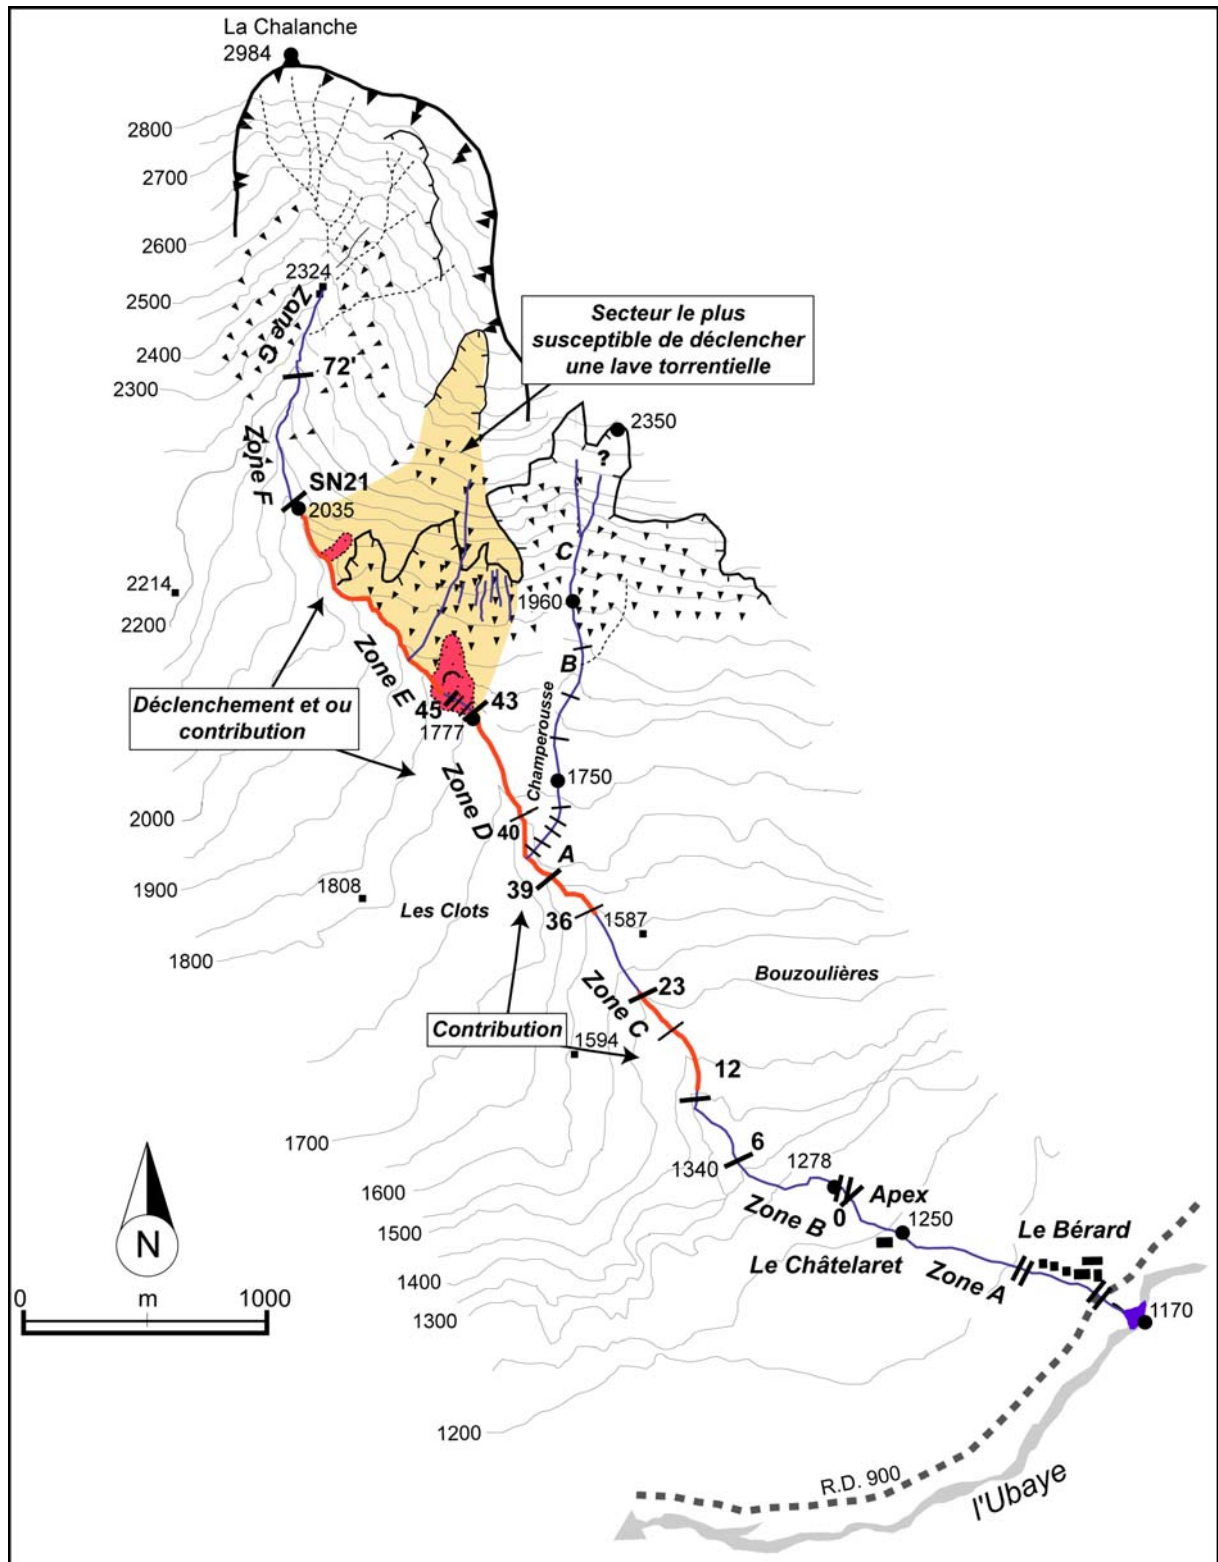 La Chalanche
2984
2800
2700
2600
2324
2500
Zone G
Secteur le plus
susceptible de déclencher
une lave torrentielle
2400
72'
2300
2350
?
Zone F
SN21
2035
C
2214
1960
2200
B
Zone E
C
Déclenchement et ou
contribution
45
43
1777
Champerousse
1750
Zone D
2000
40
A
1900
1808
39
Les Clots
36
1587
1800
Bouzoulières
23
Zone C
Contribution
1594
12
1700
6
1340
1278
1600
Apex
0
Zone B
1250
Le Bérard
1500
N
Le Châtelaret
Zone A
1400
0 m 1000
1300
1170
1200
R.D. 900
l'Ubaye